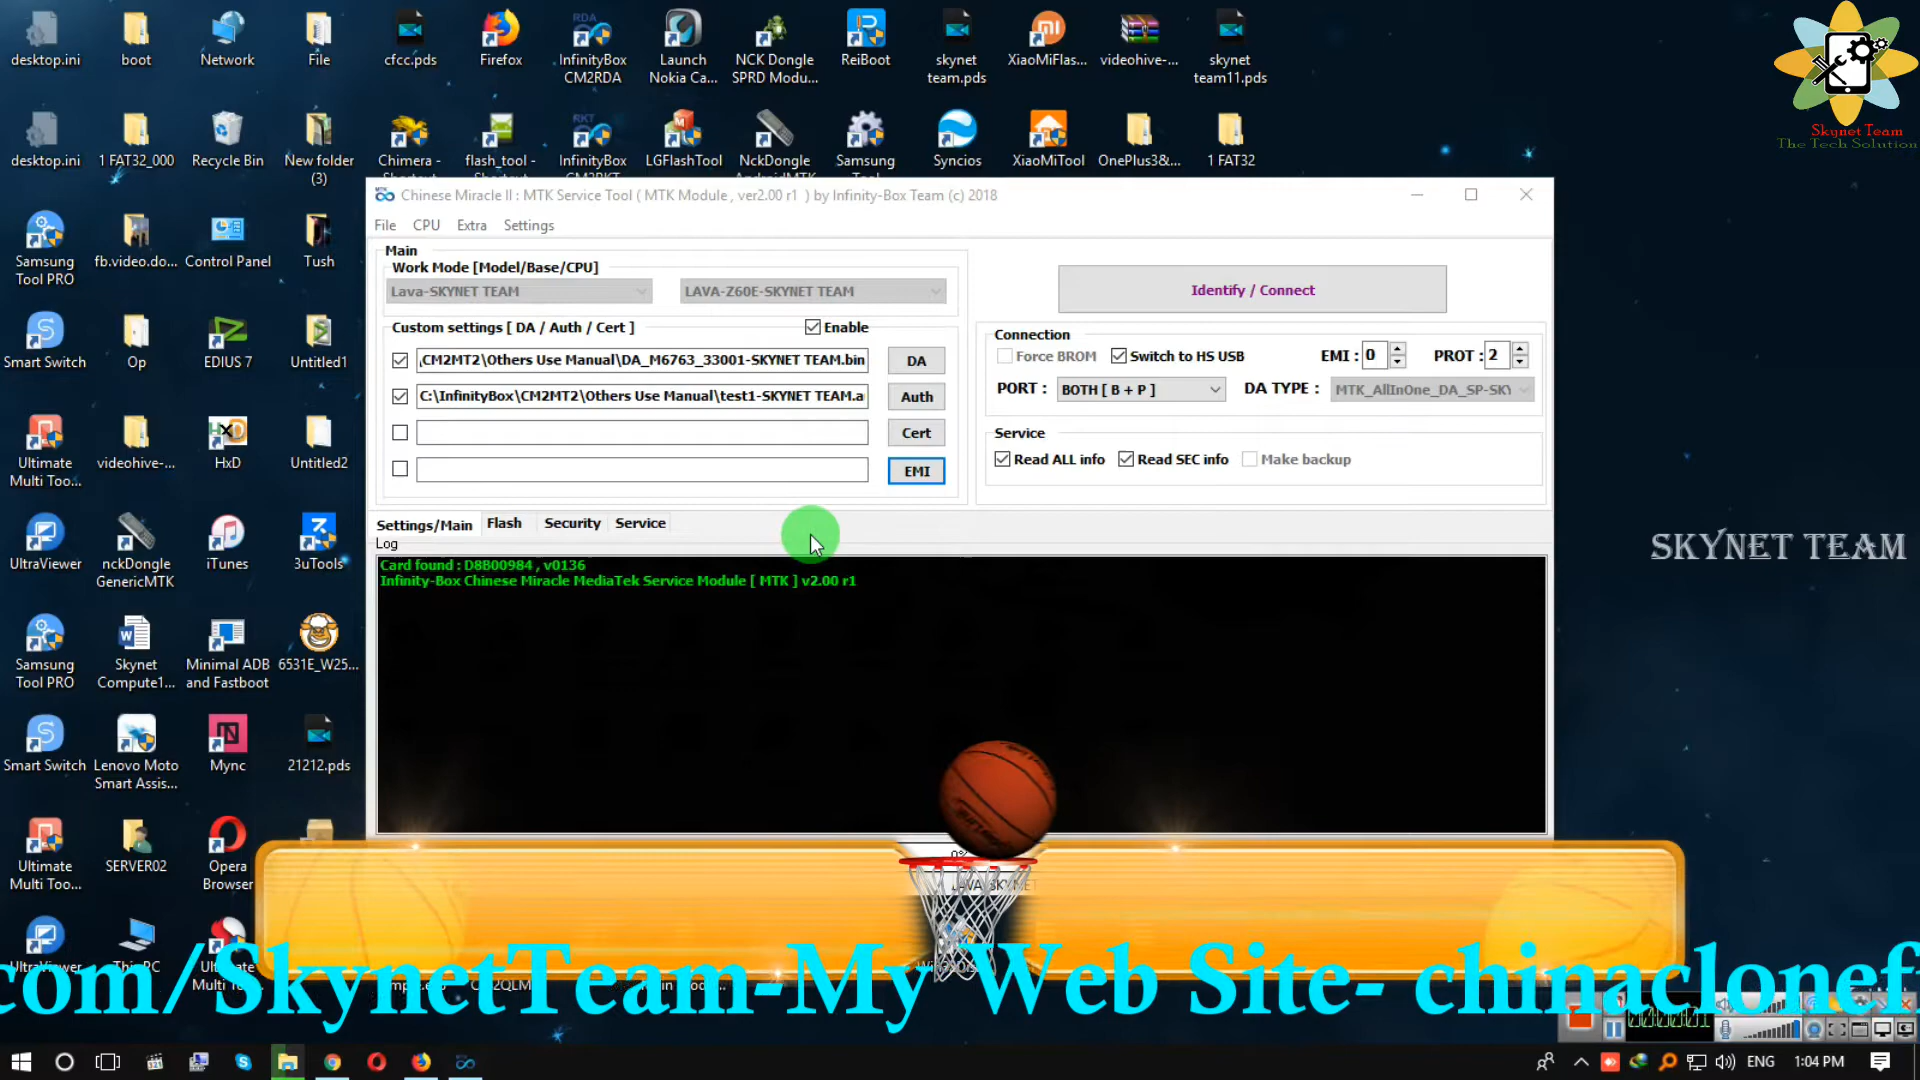 desktop.ini
boot
Network
File
cfcc.pds
Firefox
RDA
InfinityBox
CM2RDA
Launch
Nokia Ca...
NCK Dongle
SPRD Modu...
ReiBoot
skynet
team.pds
XiaoMiFlas...
videohive-...
skynet
team11.pds
Skynet Team
The Tech Solution
desktop.ini
1 FAT32_000
Recycle Bin
New folder
(3)
Chimera -
flash_tool -
RKT
InfinityBox
LGFlashTool
NckDongle
Samsung
Syncios
XiaoMiTool
OnePlus3&...
1 FAT32
Chinese Miracle II : MTK Service Tool ( MTK Module , ver2.00 r1 ) by Infinity-Box Team (c) 2018
File CPU Extra Settings
Main
Work Mode [Model/Base/CPU]
Lava-SKYNET TEAM
LAVA-Z60E-SKYNET TEAM
Identify / Connect
Custom settings [ DA / Auth / Cert ]
Enable
\CM2MT2\Others Use Manual\DA_M6763_33001-SKYNET TEAM.bin
DA
C:\InfinityBox\CM2MT2\Others Use Manual\test1-SKYNET TEAM.a
Auth
Cert
EMI
Connection
Force BROM
Switch to HS USB
EMI : 0
PROT : 2
PORT : BOTH [ B + P ]
DA TYPE : MTK_AllInOne_DA_SP-SKY
Service
Read ALL info
Read SEC info
Make backup
Settings/Main Flash Security Service
Log
Card found : D8B00984 , v0136
Infinity-Box Chinese Miracle MediaTek Service Module [ MTK ] v2.00 r1
0%
SKYNET TEAM
Samsung
Tool PRO
fb.video.do...
Control Panel
Tush
Smart Switch
Op
EDIUS 7
Untitled1
Ultimate
Multi Too...
videohive-...
HxD
Untitled2
UltraViewer
nckDongle
GenericMTK
iTunes
3uTools
Samsung
Tool PRO
Skynet
Compute1...
Minimal ADB
and Fastboot
6531E_W25...
Smart Switch
Lenovo Moto
Smart Assis...
Mync
21212.pds
Ultimate
Multi Too...
SERVER02
Opera
Browser
UltraViewer
This PC
com/SkynetTeam-My Web Site- chinaclonef
ENG
1:04 PM